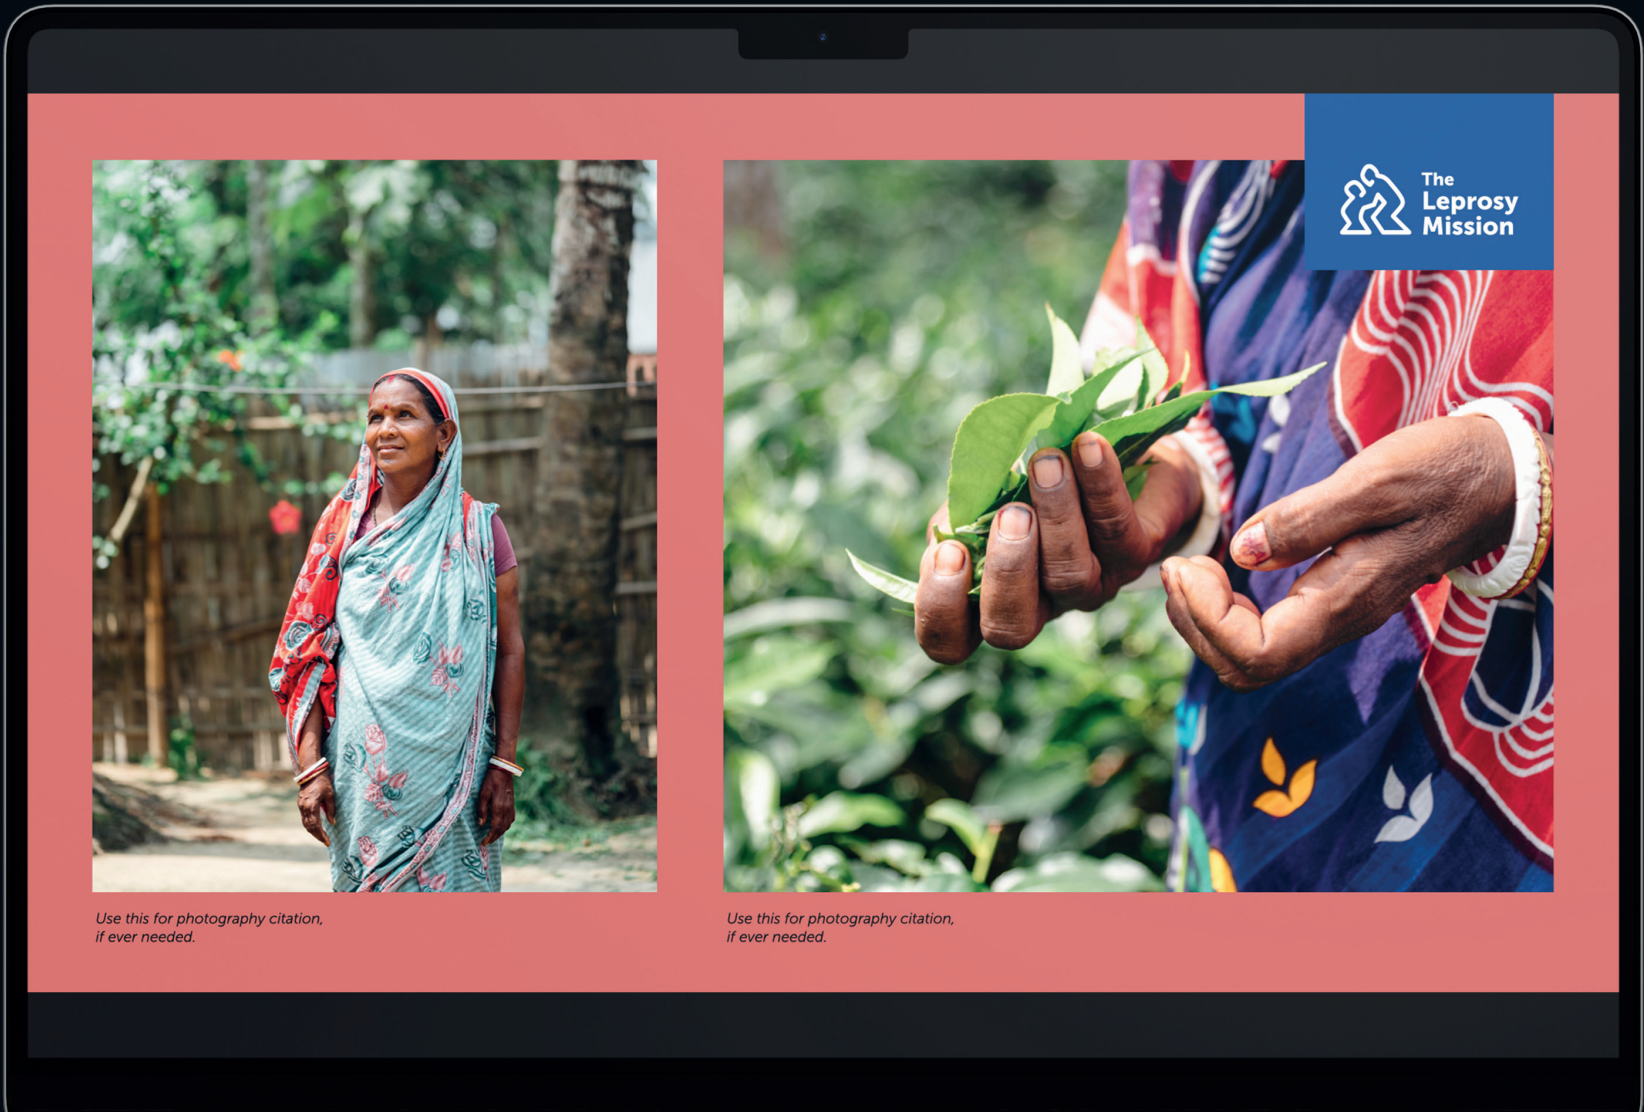 The
Leprosy
Mission
Use this for photography citation,
if ever needed.
Use this for photography citation,
if ever needed.